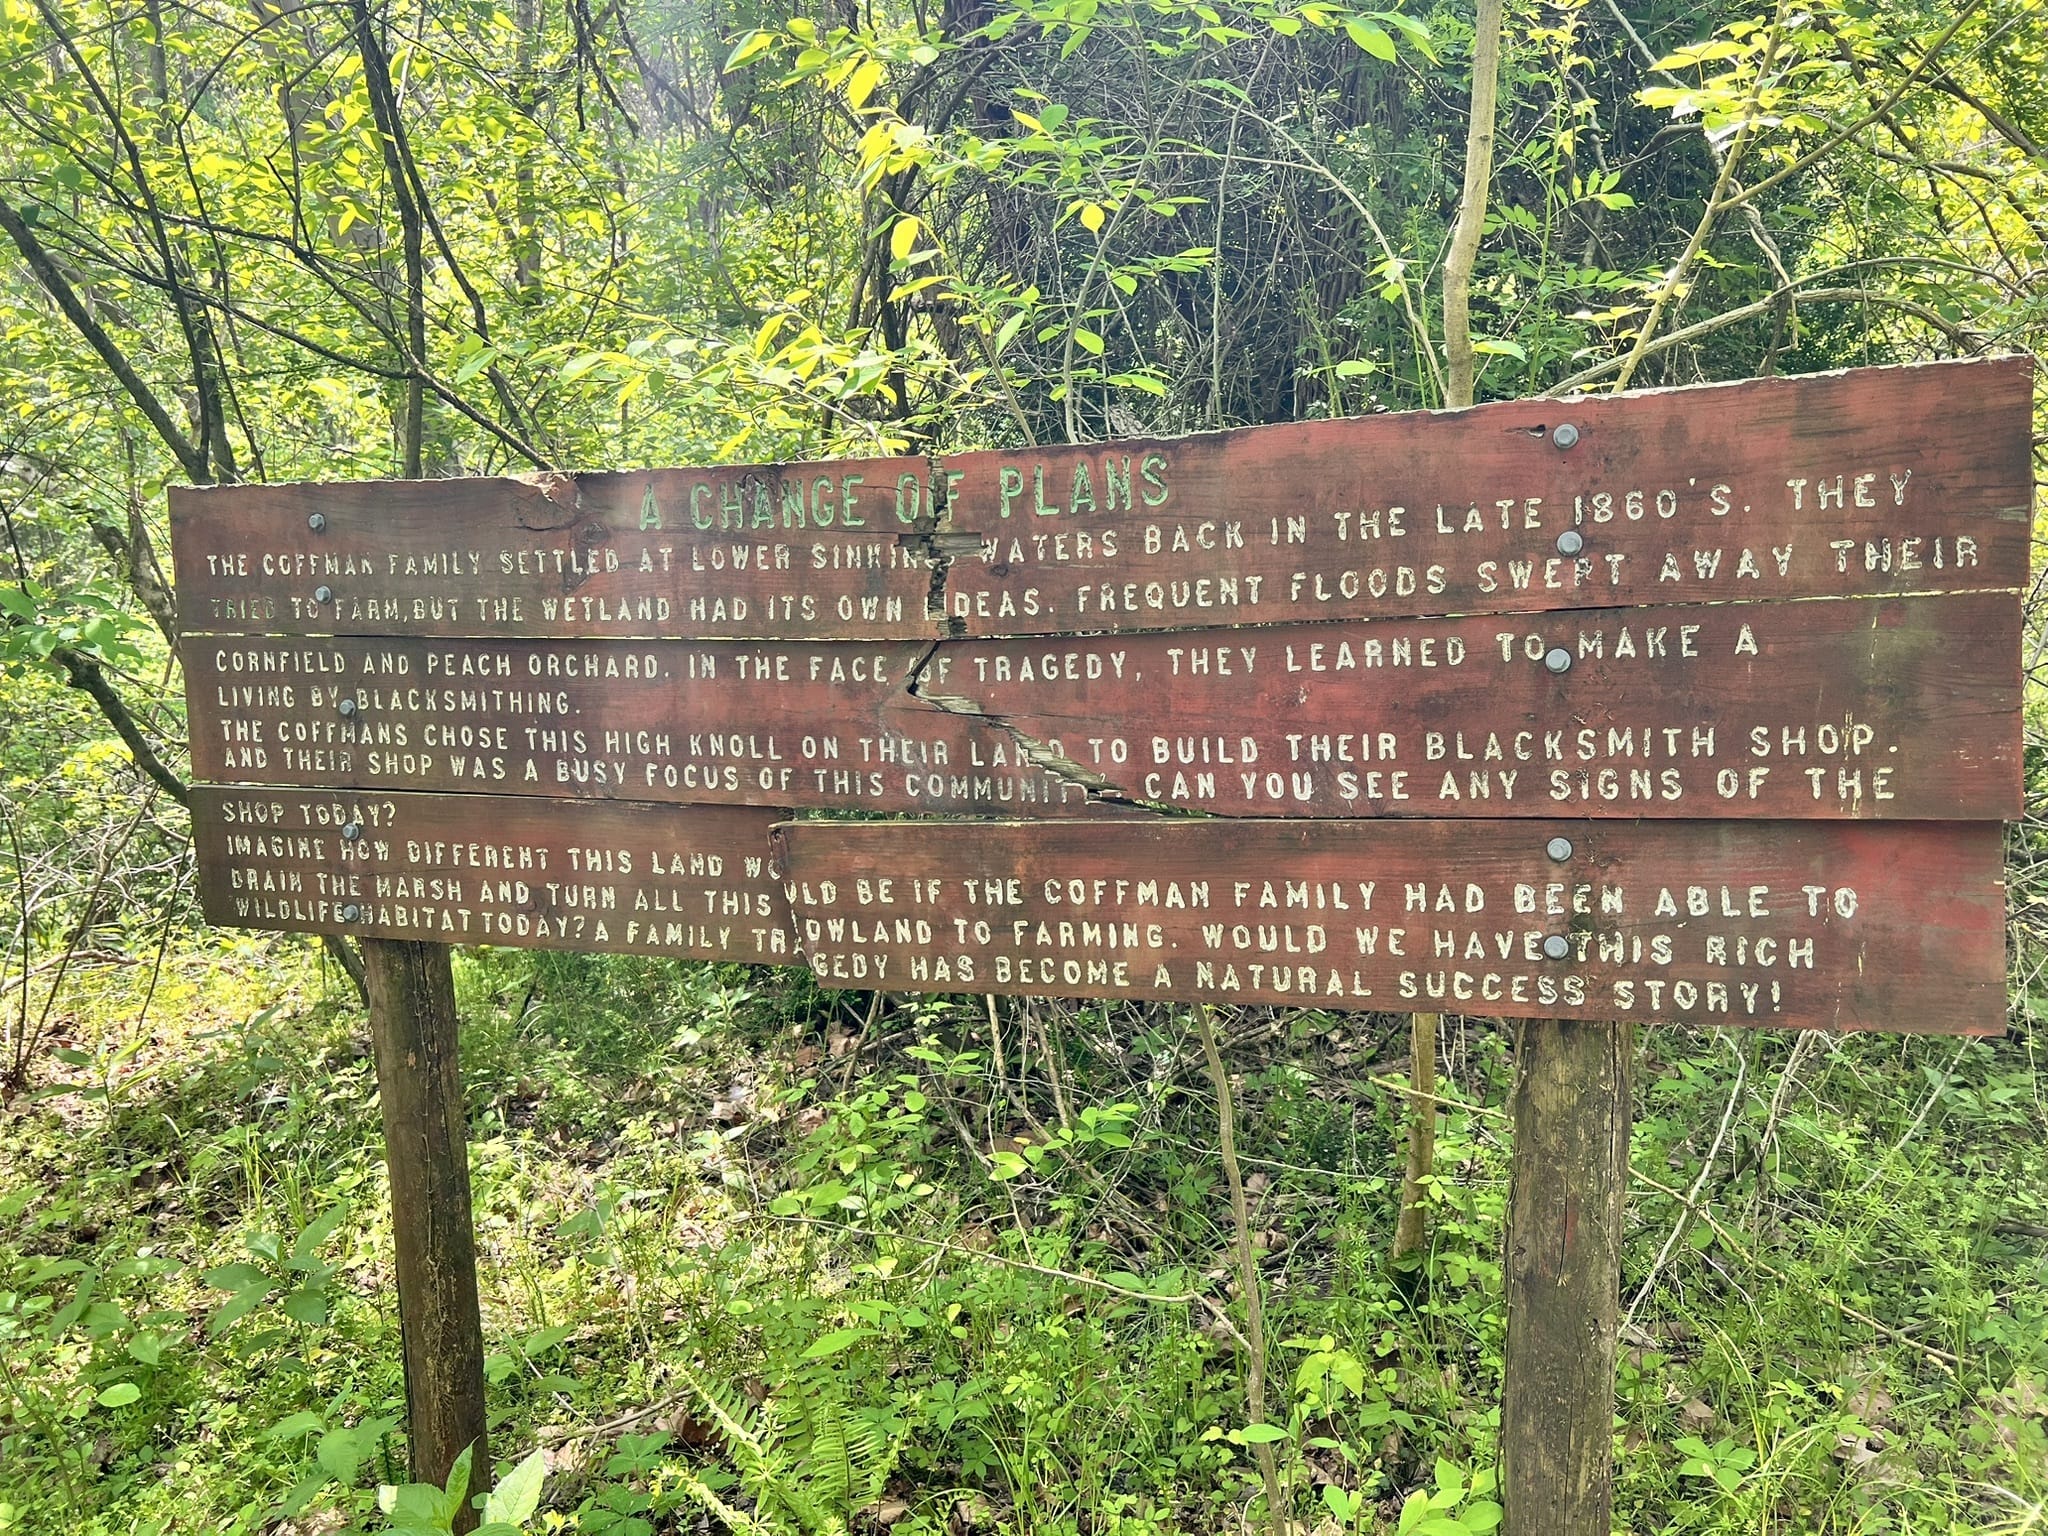 A CHANGE OF PLANS
THE COFFMAN FAMILY SETTLED AT LOWER SINKING WATERS BACK IN THE LATE 1860'S. THEY
TRIED TO FARM, BUT THE WETLAND HAD ITS OWN IDEAS. FREQUENT FLOODS SWEPT AWAY THEIR
CORNFIELD AND PEACH ORCHARD. IN THE FACE OF TRAGEDY, THEY LEARNED TO MAKE A
LIVING BY BLACKSMITHING.
THE COFFMANS CHOSE THIS HIGH KNOLL ON THEIR LAND TO BUILD THEIR BLACKSMITH SHOP.
AND THEIR SHOP WAS A BUSY FOCUS OF THIS COMMUNITY. CAN YOU SEE ANY SIGNS OF THE
SHOP TODAY?
IMAGINE HOW DIFFERENT THIS LAND WOULD BE IF THE COFFMAN FAMILY HAD BEEN ABLE TO
DRAIN THE MARSH AND TURN ALL THIS LOWLAND TO FARMING. WOULD WE HAVE THIS RICH
WILDLIFE HABITAT TODAY? A FAMILY TRAGEDY HAS BECOME A NATURAL SUCCESS STORY!